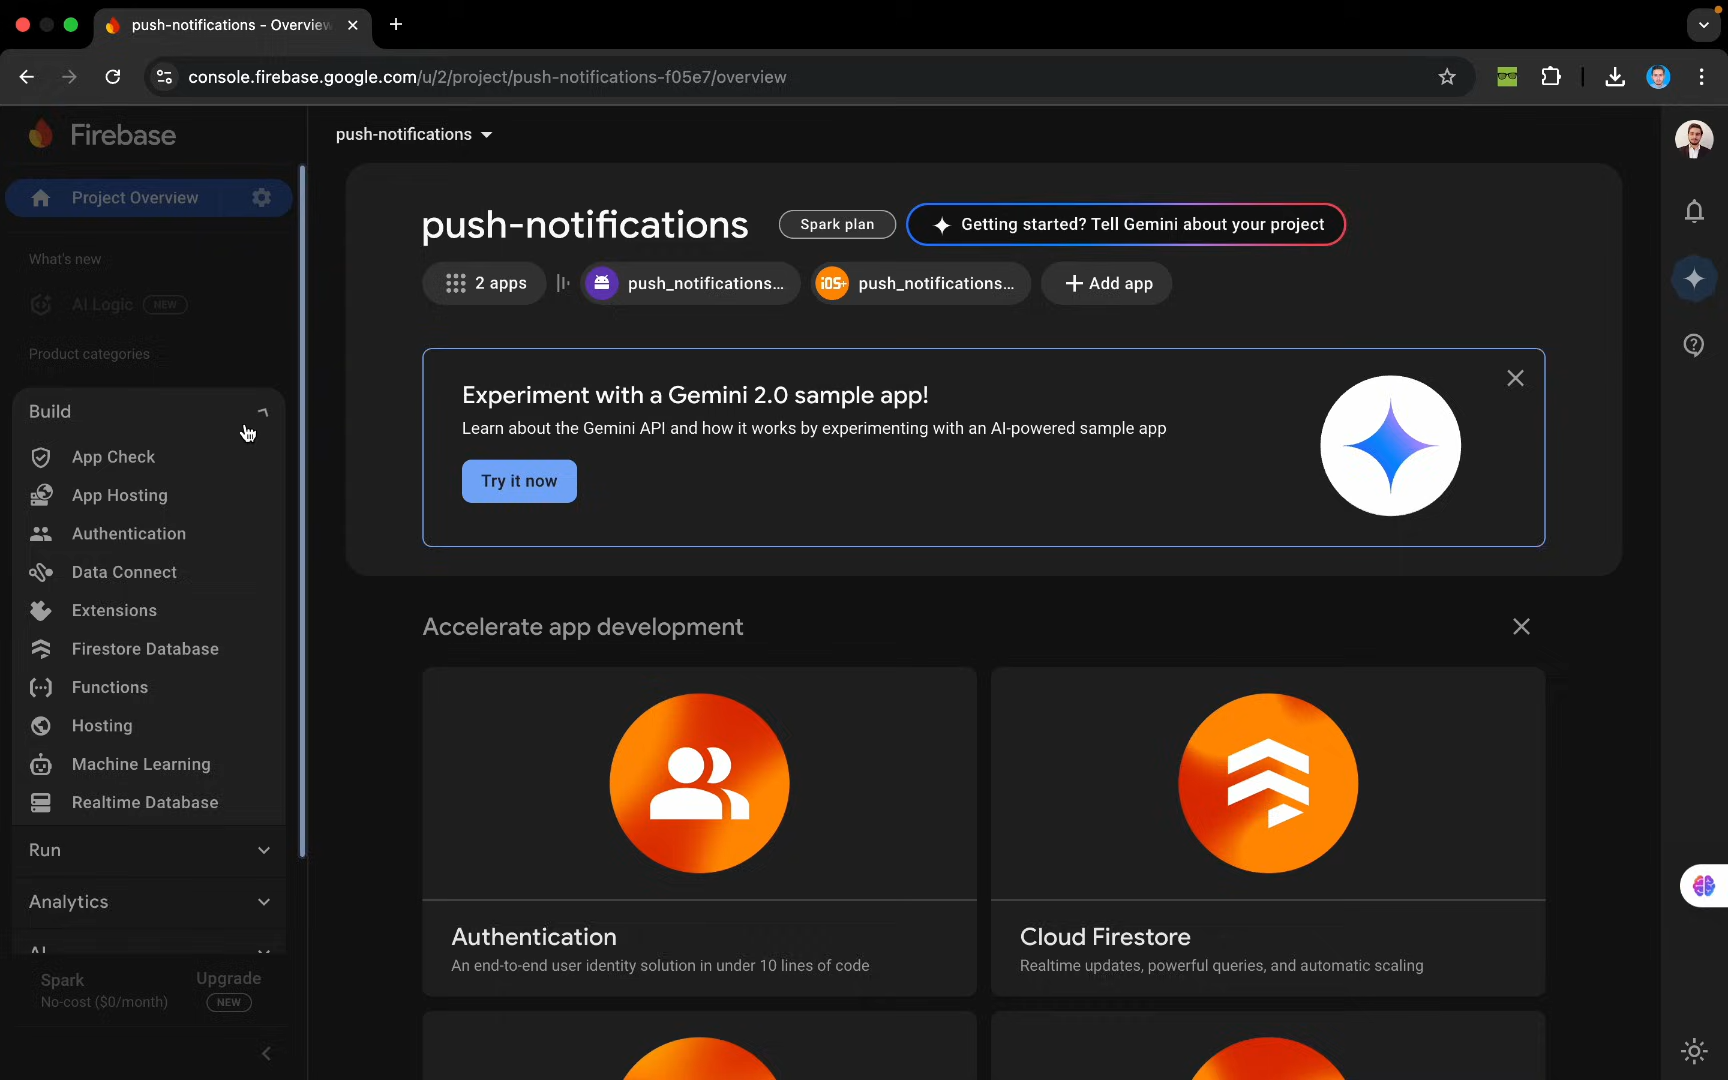 push-notifications - Overview
console.firebase.google.com/u/2/project/push-notifications-f05e7/overview
Firebase
Project Overview
What's new
AI Logic NEW
Product categories
Build
App Check
App Hosting
Authentication
Data Connect
Extensions
Firestore Database
Functions
Hosting
Machine Learning
Realtime Database
Run
Analytics
AI
Spark
No-cost ($0/month)
Upgrade
NEW
push-notifications
push-notifications
Spark plan
Getting started? Tell Gemini about your project
2 apps
push_notifications...
iOS+
push_notifications...
+ Add app
Experiment with a Gemini 2.0 sample app!
Learn about the Gemini API and how it works by experimenting with an AI-powered sample app
Try it now
Accelerate app development
Authentication
An end-to-end user identity solution in under 10 lines of code
Cloud Firestore
Realtime updates, powerful queries, and automatic scaling